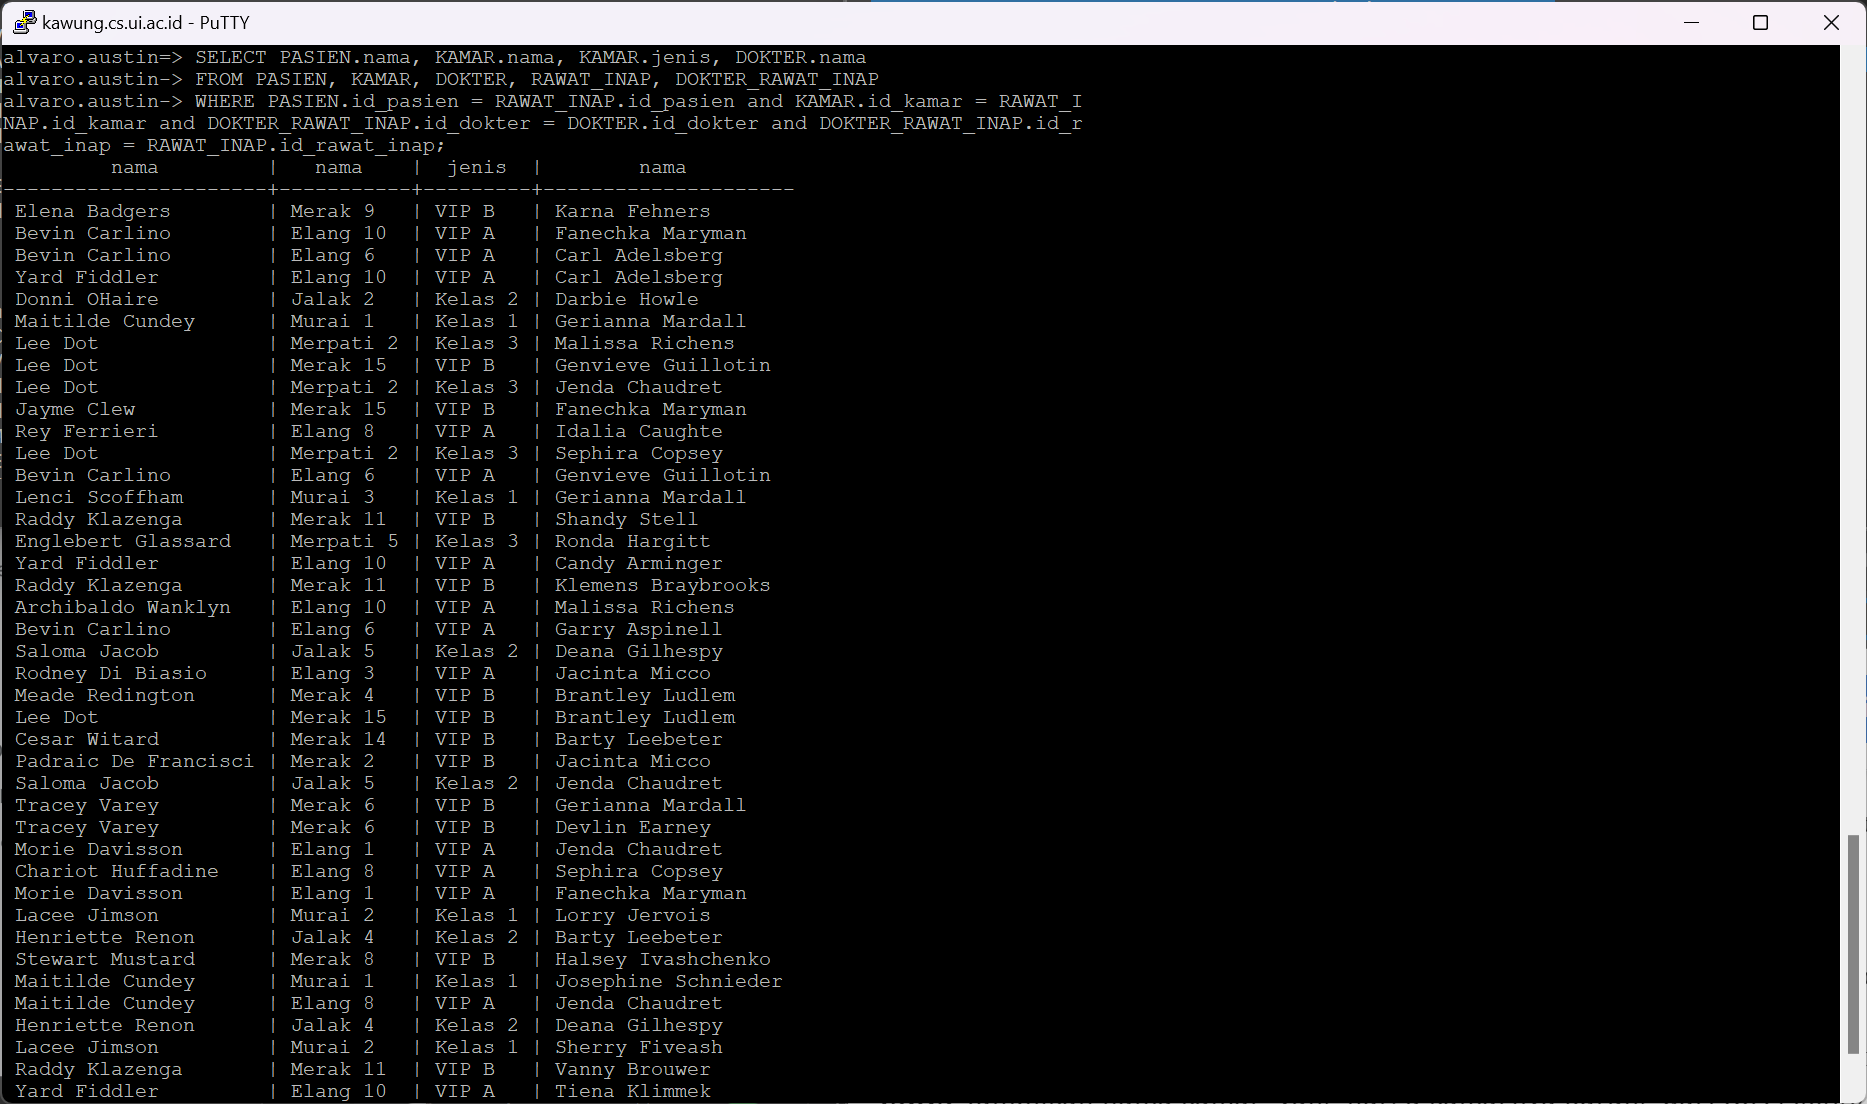 kawung.cs.ui.ac.id - PuTTY
alvaro.austin=> SELECT PASIEN.nama, KAMAR.nama, KAMAR.jenis, DOKTER.nama
alvaro.austin-> FROM PASIEN, KAMAR, DOKTER, RAWAT_INAP, DOKTER_RAWAT_INAP
alvaro.austin-> WHERE PASIEN.id_pasien = RAWAT_INAP.id_pasien and KAMAR.id_kamar = RAWAT_I
NAP.id_kamar and DOKTER_RAWAT_INAP.id_dokter = DOKTER.id_dokter and DOKTER_RAWAT_INAP.id_r
awat_inap = RAWAT_INAP.id_rawat_inap;
         nama         |   nama    |  jenis  |        nama
----------------------+-----------+---------+---------------------
 Elena Badgers        | Merak 9   | VIP B   | Karna Fehners
 Bevin Carlino        | Elang 10  | VIP A   | Fanechka Maryman
 Bevin Carlino        | Elang 6   | VIP A   | Carl Adelsberg
 Yard Fiddler         | Elang 10  | VIP A   | Carl Adelsberg
 Donni OHaire         | Jalak 2   | Kelas 2 | Darbie Howle
 Maitilde Cundey      | Murai 1   | Kelas 1 | Gerianna Mardall
 Lee Dot              | Merpati 2 | Kelas 3 | Malissa Richens
 Lee Dot              | Merak 15  | VIP B   | Genvieve Guillotin
 Lee Dot              | Merpati 2 | Kelas 3 | Jenda Chaudret
 Jayme Clew           | Merak 15  | VIP B   | Fanechka Maryman
 Rey Ferrieri         | Elang 8   | VIP A   | Idalia Caughte
 Lee Dot              | Merpati 2 | Kelas 3 | Sephira Copsey
 Bevin Carlino        | Elang 6   | VIP A   | Genvieve Guillotin
 Lenci Scoffham       | Murai 3   | Kelas 1 | Gerianna Mardall
 Raddy Klazenga       | Merak 11  | VIP B   | Shandy Stell
 Englebert Glassard   | Merpati 5 | Kelas 3 | Ronda Hargitt
 Yard Fiddler         | Elang 10  | VIP A   | Candy Arminger
 Raddy Klazenga       | Merak 11  | VIP B   | Klemens Braybrooks
 Archibaldo Wanklyn   | Elang 10  | VIP A   | Malissa Richens
 Bevin Carlino        | Elang 6   | VIP A   | Garry Aspinell
 Saloma Jacob         | Jalak 5   | Kelas 2 | Deana Gilhespy
 Rodney Di Biasio     | Elang 3   | VIP A   | Jacinta Micco
 Meade Redington      | Merak 4   | VIP B   | Brantley Ludlem
 Lee Dot              | Merak 15  | VIP B   | Brantley Ludlem
 Cesar Witard         | Merak 14  | VIP B   | Barty Leebeter
 Padraic De Francisci | Merak 2   | VIP B   | Jacinta Micco
 Saloma Jacob         | Jalak 5   | Kelas 2 | Jenda Chaudret
 Tracey Varey         | Merak 6   | VIP B   | Gerianna Mardall
 Tracey Varey         | Merak 6   | VIP B   | Devlin Earney
 Morie Davisson       | Elang 1   | VIP A   | Jenda Chaudret
 Chariot Huffadine    | Elang 8   | VIP A   | Sephira Copsey
 Morie Davisson       | Elang 1   | VIP A   | Fanechka Maryman
 Lacee Jimson         | Murai 2   | Kelas 1 | Lorry Jervois
 Henriette Renon      | Jalak 4   | Kelas 2 | Barty Leebeter
 Stewart Mustard      | Merak 8   | VIP B   | Halsey Ivashchenko
 Maitilde Cundey      | Murai 1   | Kelas 1 | Josephine Schnieder
 Maitilde Cundey      | Elang 8   | VIP A   | Jenda Chaudret
 Henriette Renon      | Jalak 4   | Kelas 2 | Deana Gilhespy
 Lacee Jimson         | Murai 2   | Kelas 1 | Sherry Fiveash
 Raddy Klazenga       | Merak 11  | VIP B   | Vanny Brouwer
 Yard Fiddler         | Elang 10  | VIP A   | Tiena Klimmek